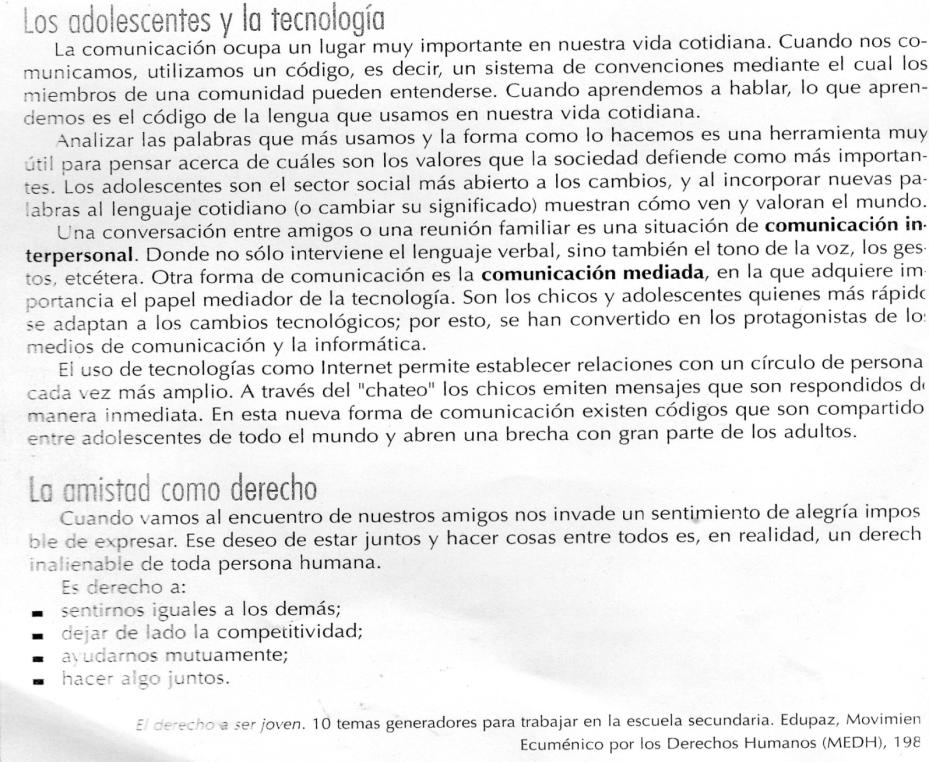 Los adolescentes y la tecnología
La comunicación ocupa un lugar muy importante en nuestra vida cotidiana. Cuando nos co-
municamos, utilizamos un código, es decir, un sistema de convenciones mediante el cual los
miembros de una comunidad pueden entenderse. Cuando aprendemos a hablar, lo que apren-
demos es el código de la lengua que usamos en nuestra vida cotidiana.
Analizar las palabras que más usamos y la forma como lo hacemos es una herramienta muy
útil para pensar acerca de cuáles son los valores que la sociedad defiende como más importan-
tes. Los adolescentes son el sector social más abierto a los cambios, y al incorporar nuevas pa-
labras al lenguaje cotidiano (o cambiar su significado) muestran cómo ven y valoran el mundo.
Una conversación entre amigos o una reunión familiar es una situación de comunicación in-
terpersonal. Donde no sólo interviene el lenguaje verbal, sino también el tono de la voz, los ges-
tos, etcétera. Otra forma de comunicación es la comunicación mediada, en la que adquiere im
portancia el papel mediador de la tecnología. Son los chicos y adolescentes quienes más rápid
se adaptan a los cambios tecnológicos; por esto, se han convertido en los protagonistas de lo
medios de comunicación y la informática.
El uso de tecnologías como Internet permite establecer relaciones con un círculo de persona
cada vez más amplio. A través del "chateo" los chicos emiten mensajes que son respondidos d
manera inmediata. En esta nueva forma de comunicación existen códigos que son compartido
entre adolescentes de todo el mundo y abren una brecha con gran parte de los adultos.
La amistad como derecho
Cuando vamos al encuentro de nuestros amigos nos invade un sentimiento de alegría impos
ble de expresar. Ese deseo de estar juntos y hacer cosas entre todos es, en realidad, un derech
inalienable de toda persona humana.
Es derecho a:
sentirnos iguales a los demás;
dejar de lado la competitividad;
ayudarnos mutuamente;
hacer algo juntos.
El derecho a ser joven. 10 temas generadores para trabajar en la escuela secundaria. Edupaz, Movimien
Ecuménico por los Derechos Humanos (MEDH), 198